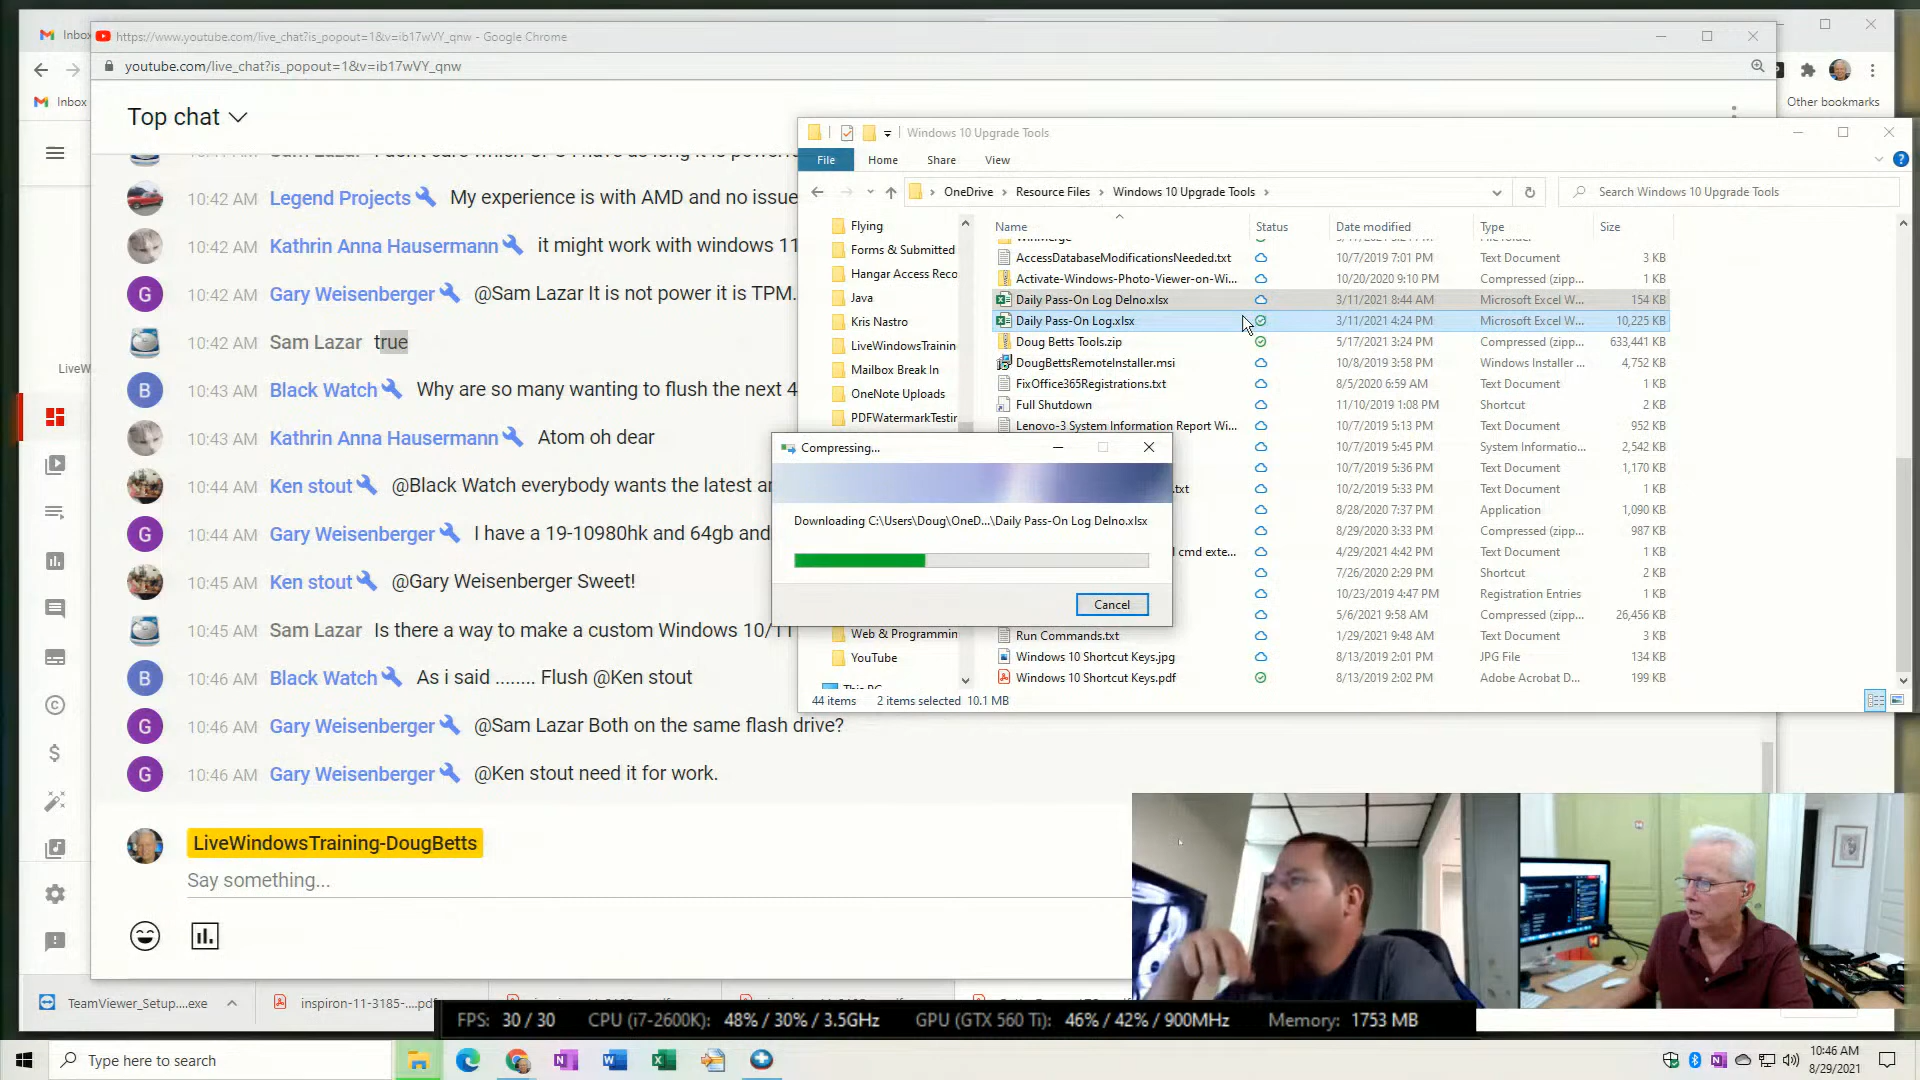 Inbo
https://www.youtube.com/live_chat?is_popout=1&v=ib17wVY_qnw - Google Chrome
youtube.com/live_chat?is_popout=1&v=ib17wVY_qnw
Inbox
Other bookmarks
Top chat
LiveW
10:42 AM Legend Projects My experience is with AMD and no issue
10:42 AM Kathrin Anna Hausermann it might work with windows 11
10:42 AM Gary Weisenberger @Sam Lazar It is not power it is TPM.
10:42 AM Sam Lazar true
10:43 AM Black Watch Why are so many wanting to flush the next 4
10:43 AM Kathrin Anna Hausermann Atom oh dear
10:44 AM Ken stout @Black Watch everybody wants the latest an
10:44 AM Gary Weisenberger I have a 19-10980hk and 64gb and
10:45 AM Ken stout @Gary Weisenberger Sweet!
10:45 AM Sam Lazar Is there a way to make a custom Windows 10/11
10:46 AM Black Watch As i said ........ Flush @Ken stout
10:46 AM Gary Weisenberger @Sam Lazar Both on the same flash drive?
10:46 AM Gary Weisenberger @Ken stout need it for work.
LiveWindowsTraining-DougBetts
Say something...
Windows 10 Upgrade Tools
File Home Share View
OneDrive Resource Files Windows 10 Upgrade Tools
Search Windows 10 Upgrade Tools
Flying
Forms & Submitted
Hangar Access Reco
Java
Kris Nastro
LiveWindowsTrainin
Mailbox Break In
OneNote Uploads
PDFWatermarkTestin
Web & Programmin
YouTube
Name Status Date modified Type Size
AccessDatabaseModificationsNeeded.txt 10/7/2019 7:01 PM Text Document 3 KB
Activate-Windows-Photo-Viewer-on-Wi... 10/20/2020 9:10 PM Compressed (zipp... 1 KB
Daily Pass-On Log Delno.xlsx 3/11/2021 8:44 AM Microsoft Excel W... 154 KB
Daily Pass-On Log.xlsx 3/11/2021 4:24 PM Microsoft Excel W... 10,225 KB
Doug Betts Tools.zip 5/17/2021 3:24 PM Compressed (zipp... 633,441 KB
DougBettsRemoteInstaller.msi 10/8/2019 3:58 PM Windows Installer ... 4,752 KB
FixOffice365Registrations.txt 8/5/2020 6:59 AM Text Document 1 KB
Full Shutdown 11/10/2019 1:08 PM Shortcut 2 KB
Lenovo-3 System Information Report Wi... 10/7/2019 5:13 PM Text Document 952 KB
10/7/2019 5:45 PM System Informatio... 2,542 KB
10/7/2019 5:36 PM Text Document 1,170 KB
.txt 10/2/2019 5:33 PM Text Document 1 KB
8/28/2020 7:37 PM Application 1,090 KB
8/29/2020 3:33 PM Compressed (zipp... 987 KB
l cmd exte... 4/29/2021 4:42 PM Text Document 1 KB
7/26/2020 2:29 PM Shortcut 2 KB
10/23/2019 4:47 PM Registration Entries 1 KB
5/6/2021 9:58 AM Compressed (zipp... 26,456 KB
Run Commands.txt 1/29/2021 9:48 AM Text Document 3 KB
Windows 10 Shortcut Keys.jpg 8/13/2019 2:01 PM JPG File 134 KB
Windows 10 Shortcut Keys.pdf 8/13/2019 2:02 PM Adobe Acrobat D... 199 KB
44 items 2 items selected 10.1 MB
Compressing...
Downloading C:\Users\Doug\OneD...\Daily Pass-On Log Delno.xlsx
Cancel
TeamViewer_Setup....exe
inspiron-11-3185-....pdf
FPS: 30 / 30 CPU (i7-2600K): 48% / 30% / 3.5GHz GPU (GTX 560 Ti): 46% / 42% / 900MHz Memory: 1753 MB
Type here to search
10:46 AM
8/29/2021